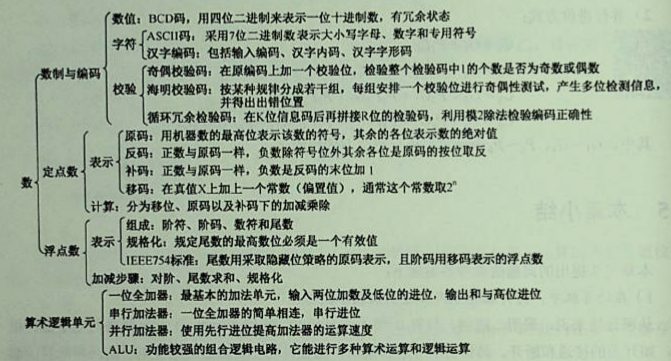 数值：BCD码，用四位二进制来表示一位十进制数，有冗余状态
字符
ASCII码：采用7位二进制数表示大小写字母、数字和专用符号
汉字编码：包括输入编码、汉字内码、汉字字形码
数制与编码
校验
奇偶校验码：在原编码上加一个校验位，检验整个检验码中1的个数是否为奇数或偶数
海明校验码：按某种规律分成若干组，每组安排一个校验位进行奇偶性测试，产生多位检测信息，
并得出出错位置
循环冗余检验码：在K位信息码后再拼接R位的检验码，利用模2除法检验编码正确性
数
定点数
表示
原码：用机器数的最高位表示该数的符号，其余的各位表示数的绝对值
反码：正数与原码一样，负数除符号位外其余各位是原码的按位取反
补码：正数与原码一样，负数是反码的末位加1
移码：在真值X上加上一个常数（偏置值），通常这个常数取2ⁿ
计算：分为移位、原码以及补码下的加减乘除
浮点数
表示
组成：阶符、阶码、数符和尾数
规格化：规定尾数的最高数位必须是一个有效值
IEEE754标准：尾数用采取隐藏位策略的原码表示，且阶码用移码表示的浮点数
加减步骤：对阶、尾数求和、规格化
算术逻辑单元
一位全加器：最基本的加法单元，输入两位加数及低位的进位，输出和与高位进位
串行加法器：一位全加器的简单相连，串行进位
并行加法器：使用先行进位提高加法器的运算速度
ALU：功能较强的组合逻辑电路，它能进行多种算术运算和逻辑运算